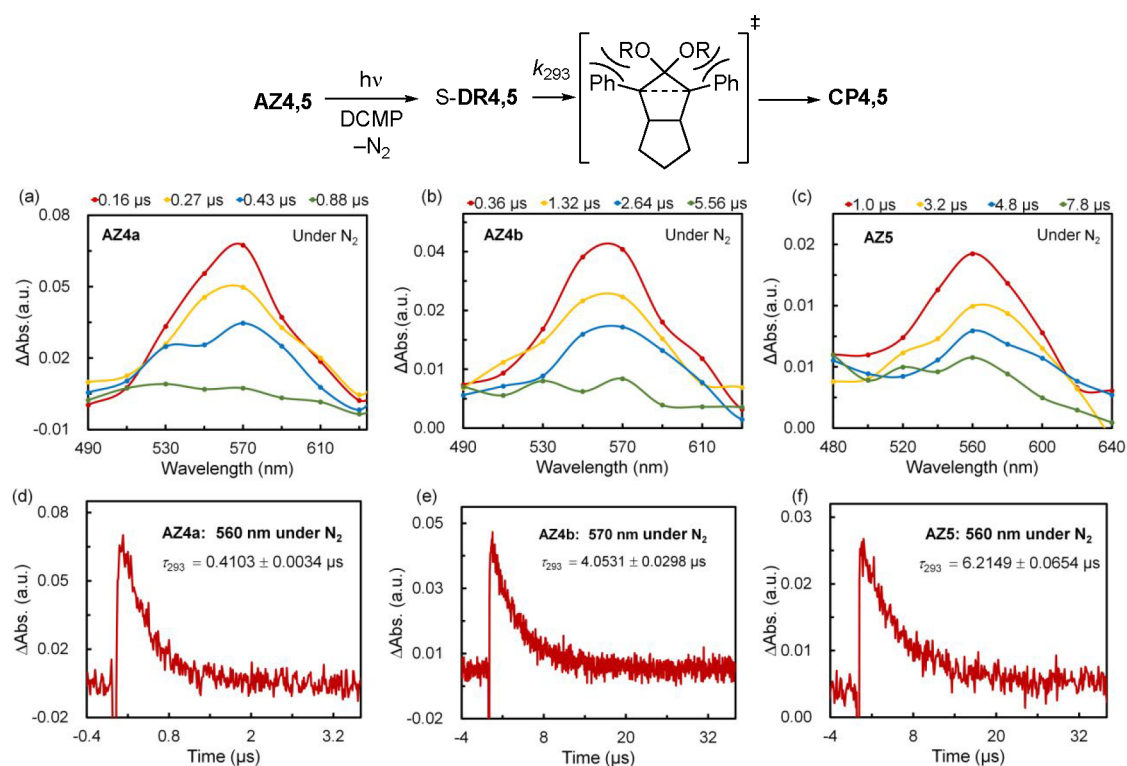 RO OR ‡
AZ4,5 hν DCMP –N₂ S-DR4,5 k₂₉₃ Ph Ph CP4,5
(a) 0.16 µs 0.27 µs 0.43 µs 0.88 µs
AZ4a Under N₂
ΔAbs.(a.u.)
0.08
0.05
0.02
-0.01
490 530 570 610
Wavelength (nm)
(b) 0.36 µs 1.32 µs 2.64 µs 5.56 µs
AZ4b Under N₂
ΔAbs.(a.u.)
0.04
0.03
0.02
0.01
0.00
490 530 570 610
Wavelength (nm)
(c) 1.0 µs 3.2 µs 4.8 µs 7.8 µs
AZ5 Under N₂
ΔAbs.(a.u.)
0.02
0.01
0.01
0.00
480 520 560 600 640
Wavelength (nm)
(d)
AZ4a: 560 nm under N₂
τ₂₉₃ = 0.4103 ± 0.0034 µs
ΔAbs. (a.u.)
0.08
0.05
0.02
-0.02
-0.4 0.8 2.0 3.2
Time (µs)
(e)
AZ4b: 570 nm under N₂
τ₂₉₃ = 4.0531 ± 0.0298 µs
ΔAbs. (a.u.)
0.05
0.03
0.01
-0.02
-4 8 20 32
Time (µs)
(f)
AZ5: 560 nm under N₂
τ₂₉₃ = 6.2149 ± 0.0654 µs
ΔAbs. (a.u.)
0.03
0.02
0.01
0.00
-4 8 20 32
Time (µs)